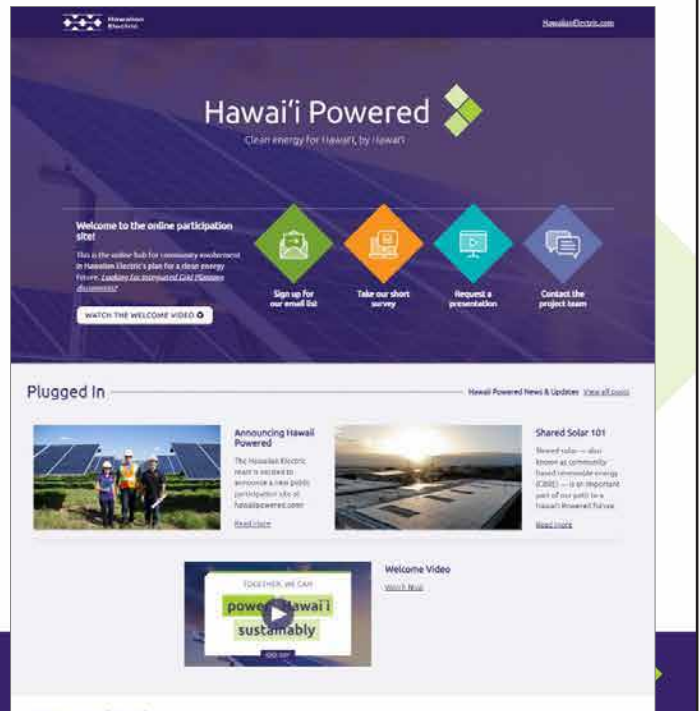 Hawaiian
Electric
HawaiianElectric.com
Hawai‘i Powered
Clean energy for Hawai‘i, by Hawai‘i
Welcome to the online participation
site!
This is the online hub for community involvement
in Hawaiian Electric's plan for a clean energy
future. Looking for Integrated Grid Planning
documents?
WATCH THE WELCOME VIDEO
Sign up for
our email list
Take our short
survey
Request a
presentation
Contact the
project team
Plugged In
Hawaii Powered News & Updates View all posts
Announcing Hawaii
Powered
The Hawaiian Electric
team is excited to
announce a new public
participation site at
hawaiipowered.com!
Read more
Shared Solar 101
Shared solar — also
known as community
based renewable energy
(CBRE) — is an important
part of our path to a
Hawai‘i Powered future
Read more
TOGETHER, WE CAN
power Hawai‘i
sustainably
Welcome Video
Watch Now